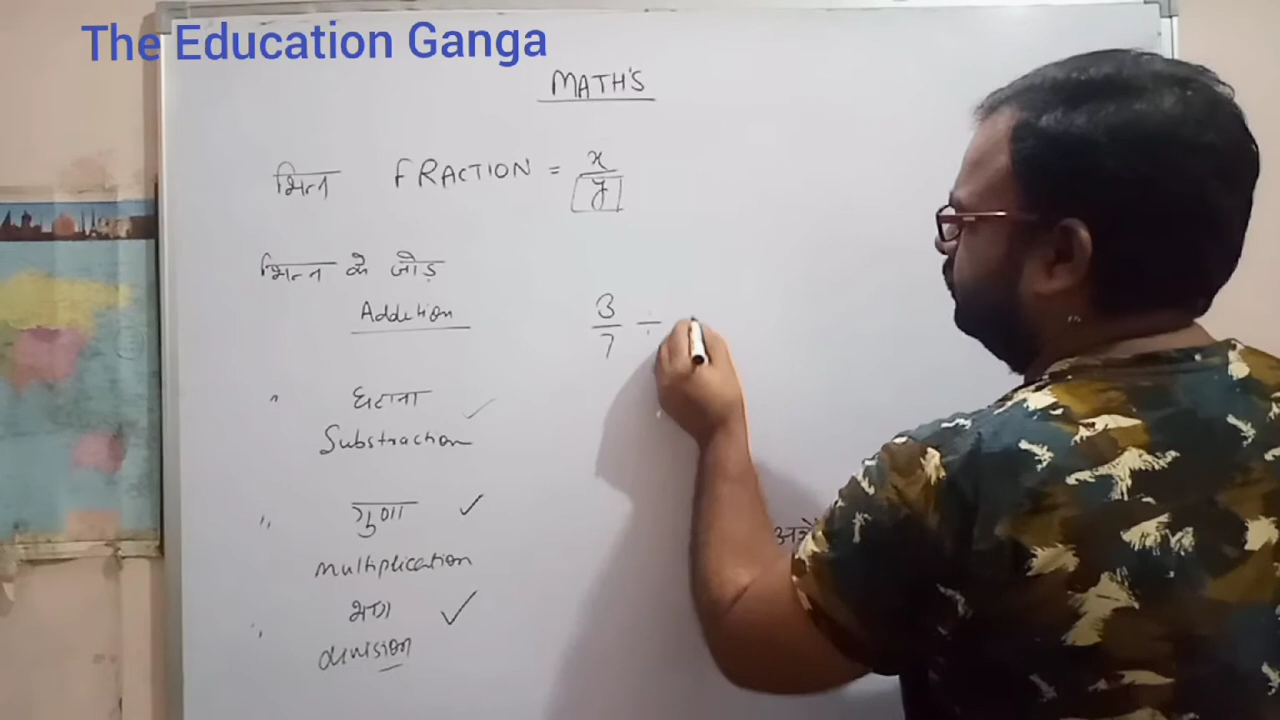 The Education Ganga
MATH'S
भिन्न FRACTION = x/y
भिन्न के जोड़
Addition
3/7 ÷
" घटाना ✓
Substraction
" गुणा ✓
multiplication
" भाग ✓
division